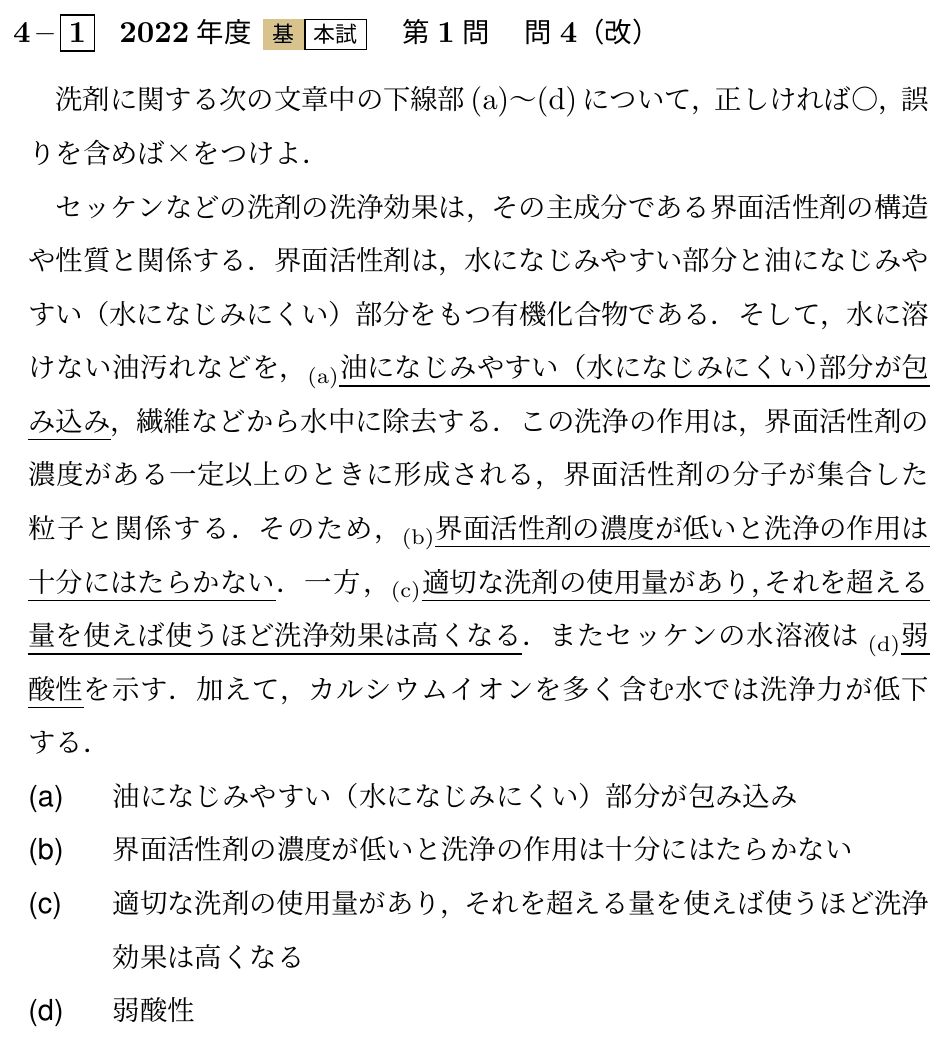 4–1 2022年度 基 本試 第1問 問4（改）
洗剤に関する次の文章中の下線部(a)～(d)について，正しければ○，誤
りを含めば×をつけよ．
セッケンなどの洗剤の洗浄効果は，その主成分である界面活性剤の構造
や性質と関係する．界面活性剤は，水になじみやすい部分と油になじみや
すい（水になじみにくい）部分をもつ有機化合物である．そして，水に溶
けない油汚れなどを，(a)油になじみやすい（水になじみにくい）部分が包
み込み，繊維などから水中に除去する．この洗浄の作用は，界面活性剤の
濃度がある一定以上のときに形成される，界面活性剤の分子が集合した
粒子と関係する．そのため，(b)界面活性剤の濃度が低いと洗浄の作用は
十分にはたらかない．一方，(c)適切な洗剤の使用量があり，それを超える
量を使えば使うほど洗浄効果は高くなる．またセッケンの水溶液は(d)弱
酸性を示す．加えて，カルシウムイオンを多く含む水では洗浄力が低下
する．
(a) 油になじみやすい（水になじみにくい）部分が包み込み
(b) 界面活性剤の濃度が低いと洗浄の作用は十分にはたらかない
(c) 適切な洗剤の使用量があり，それを超える量を使えば使うほど洗浄
効果は高くなる
(d) 弱酸性